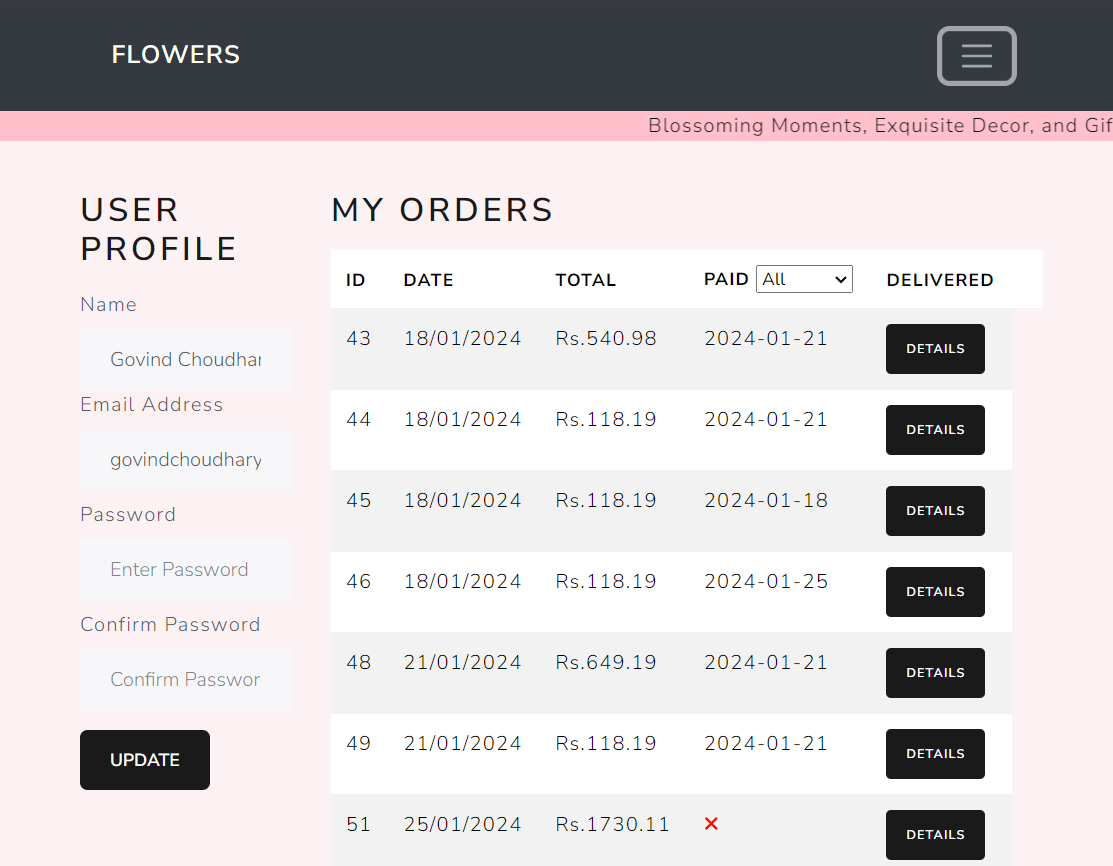 FLOWERS
Blossoming Moments, Exquisite Decor, and Gif
USER
PROFILE
Name
Govind Choudhar
Email Address
govindchoudhary
Password
Enter Password
Confirm Password
Confirm Passwor
UPDATE
MY ORDERS
ID DATE TOTAL PAID All DELIVERED
43 18/01/2024 Rs.540.98 2024-01-21 DETAILS
44 18/01/2024 Rs.118.19 2024-01-21 DETAILS
45 18/01/2024 Rs.118.19 2024-01-18 DETAILS
46 18/01/2024 Rs.118.19 2024-01-25 DETAILS
48 21/01/2024 Rs.649.19 2024-01-21 DETAILS
49 21/01/2024 Rs.118.19 2024-01-21 DETAILS
51 25/01/2024 Rs.1730.11 DETAILS